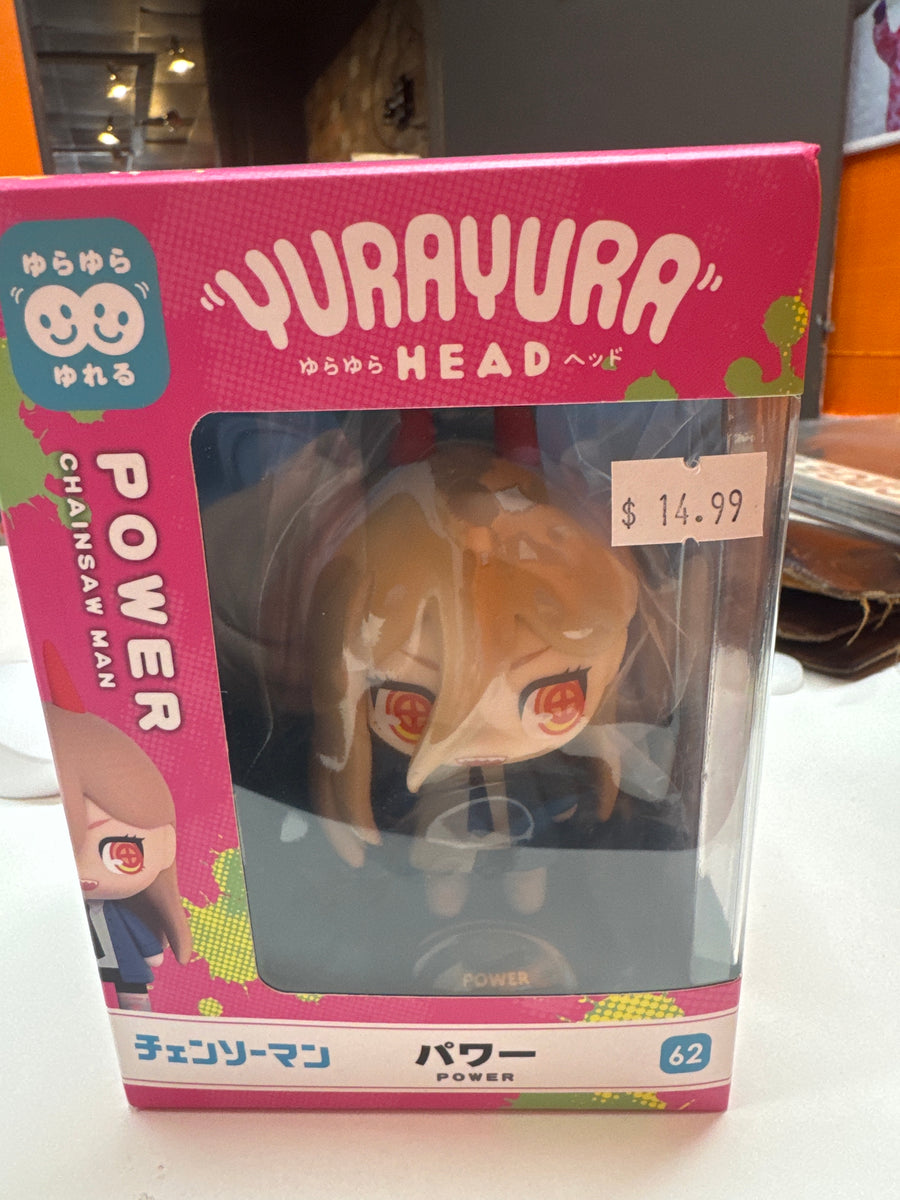 ゆらゆら
ゆれる
YURAYURA
ゆらゆら HEAD ヘッド
POWER
CHAINSAW MAN
$ 14.99
POWER
チェンソーマン
パワー
POWER
62